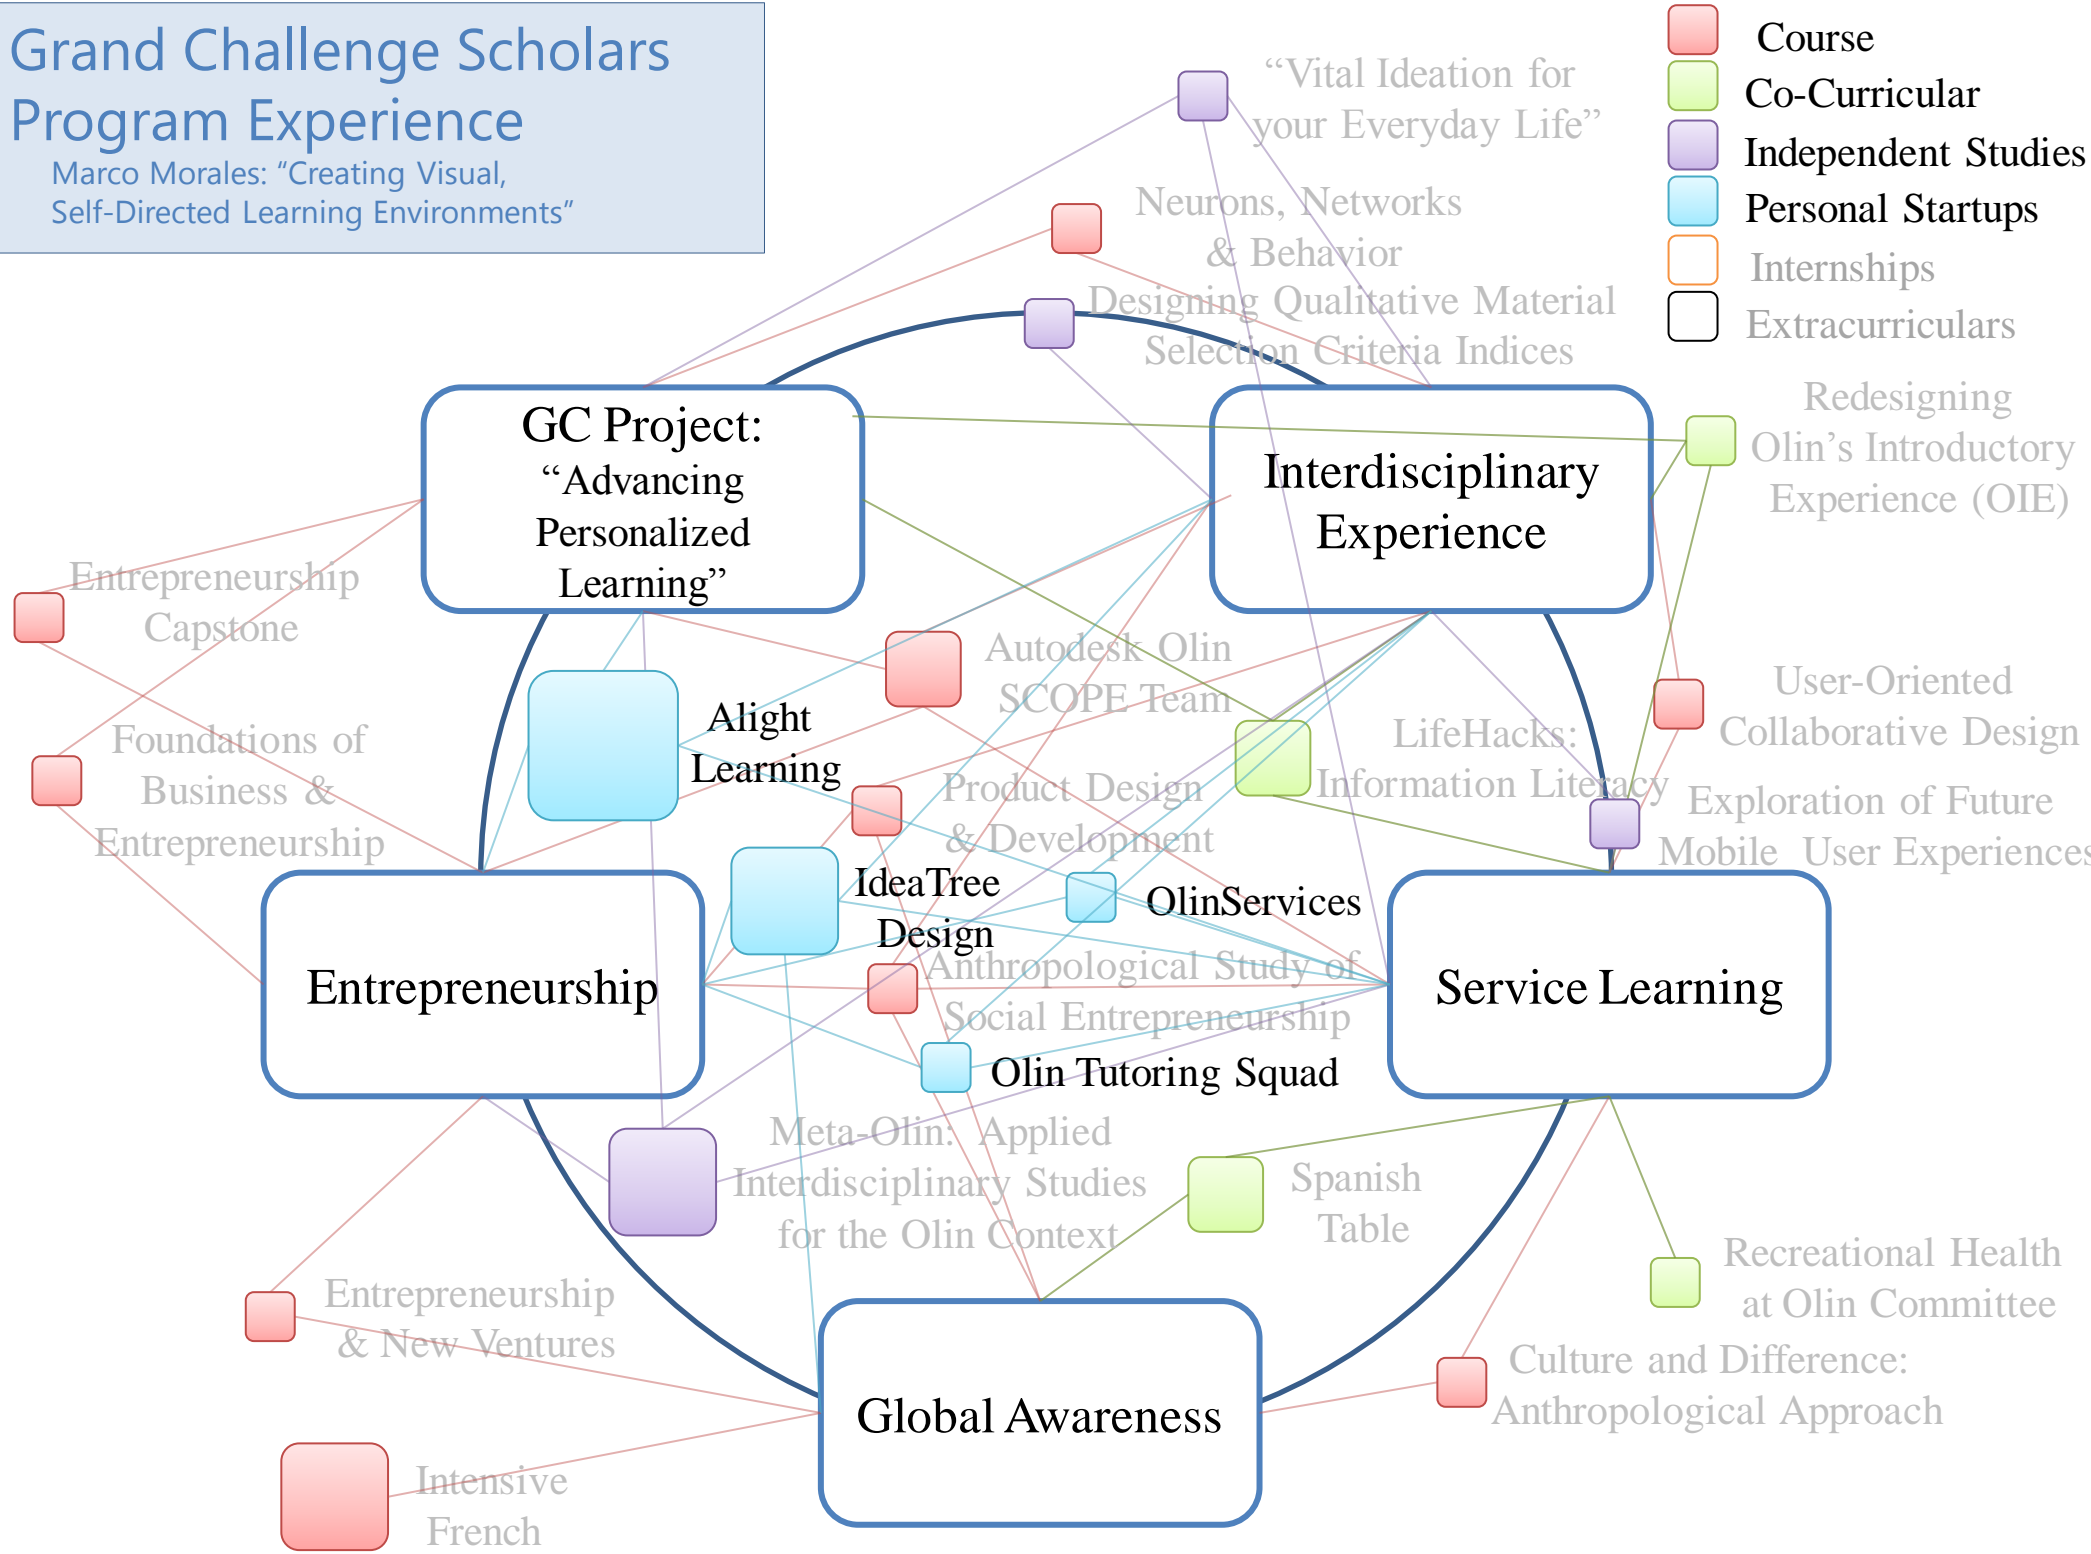 Grand Challenge Scholars
Program Experience
Marco Morales: “Creating Visual,
Self-Directed Learning Environments”
Course
Co-Curricular
Independent Studies
Personal Startups
Internships
Extracurriculars
“Vital Ideation for
your Everyday Life”
Neurons, Networks
& Behavior
Designing Qualitative Material
Selection Criteria Indices
GC Project:
“Advancing
Personalized
Learning”
Interdisciplinary
Experience
Redesigning
Olin’s Introductory
Experience (OIE)
Entrepreneurship
Capstone
Autodesk Olin
SCOPE Team
User-Oriented
Collaborative Design
Foundations of
Business &
Entrepreneurship
Alight
Learning
LifeHacks:
Information Literacy
Product Design
& Development
Exploration of Future
Mobile User Experiences
IdeaTree
Design
OlinServices
Entrepreneurship
Anthropological Study of
Social Entrepreneurship
Service Learning
Olin Tutoring Squad
Meta-Olin: Applied
Interdisciplinary Studies
for the Olin Context
Spanish
Table
Recreational Health
at Olin Committee
Entrepreneurship
& New Ventures
Culture and Difference:
Anthropological Approach
Global Awareness
Intensive
French